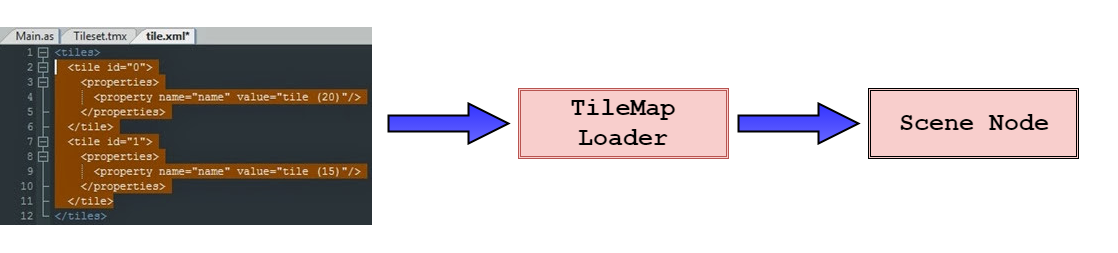 Main.as Tileset.tmx tile.xml*
1 <tiles>
2 <tile id="0">
3 <properties>
4 <property name="name" value="tile (20)"/>
5 </properties>
6 </tile>
7 <tile id="1">
8 <properties>
9 <property name="name" value="tile (15)"/>
10 </properties>
11 </tile>
12 </tiles>
TileMap
Loader
Scene Node